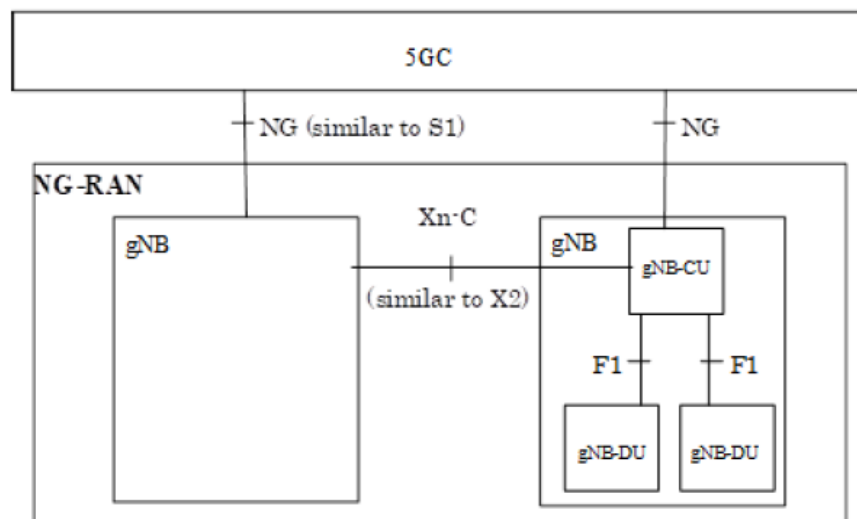 5GC
NG (similar to S1)
NG
NG-RAN
gNB
Xn-C
(similar to X2)
gNB
gNB-CU
F1
F1
gNB-DU
gNB-DU